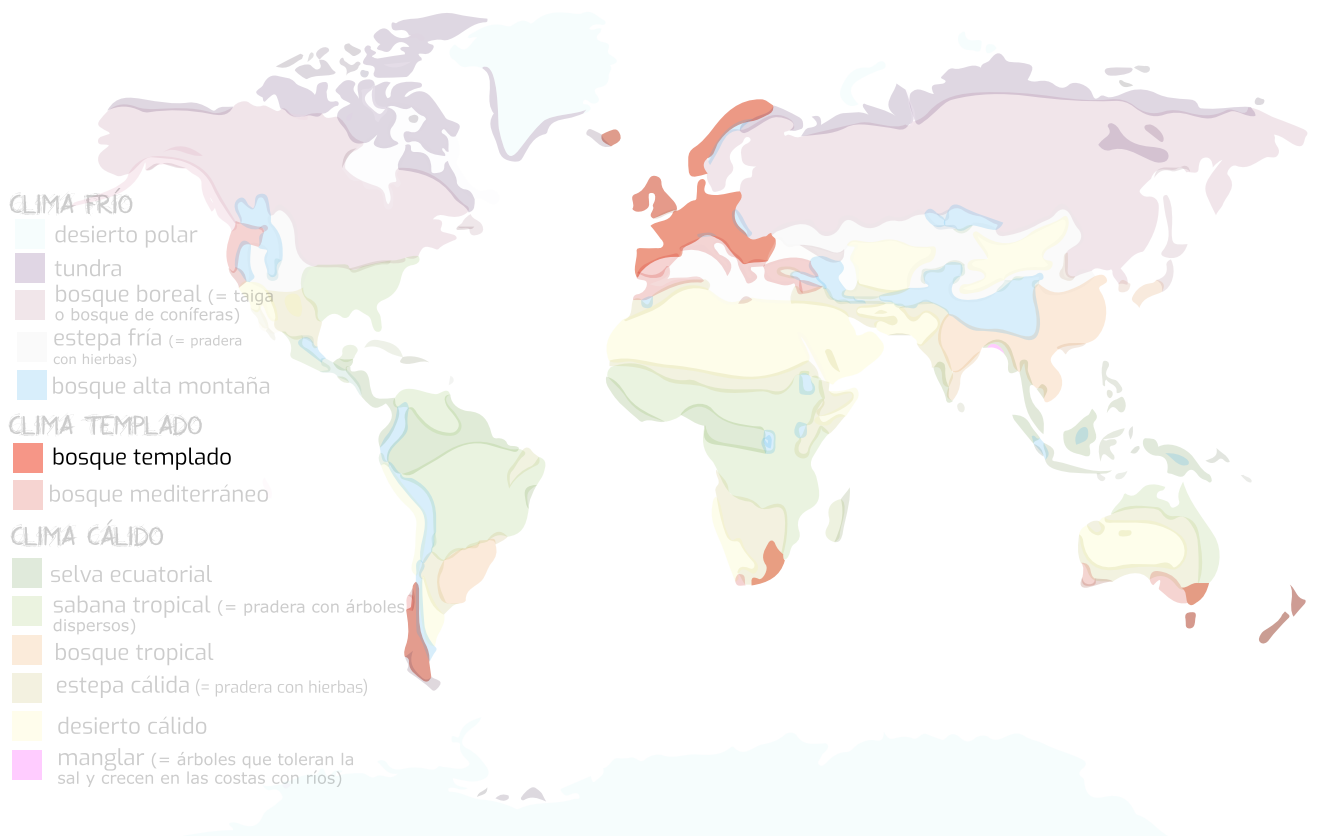 CLIMA FRÍO
desierto polar
tundra
bosque boreal (= taiga
o bosque de coníferas)
estepa fría (= pradera
con hierbas)
bosque alta montaña
CLIMA TEMPLADO
bosque templado
bosque mediterráneo
CLIMA CÁLIDO
selva ecuatorial
sabana tropical (= pradera con árboles
dispersos)
bosque tropical
estepa cálida (= pradera con hierbas)
desierto cálido
manglar (= árboles que toleran la
sal y crecen en las costas con ríos)